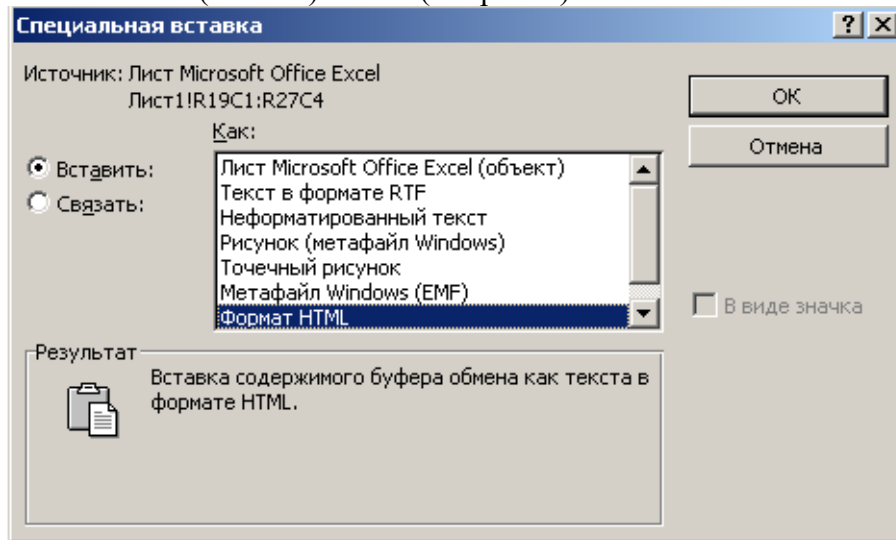 Специальная вставка
Источник: Лист Microsoft Office Excel
Лист1!R19C1:R27C4
Как:
Вставить:
Связать:
Лист Microsoft Office Excel (объект)
Текст в формате RTF
Неформатированный текст
Рисунок (метафайл Windows)
Точечный рисунок
Метафайл Windows (EMF)
Формат HTML
ОК
Отмена
В виде значка
Результат
Вставка содержимого буфера обмена как текста в
формате HTML.